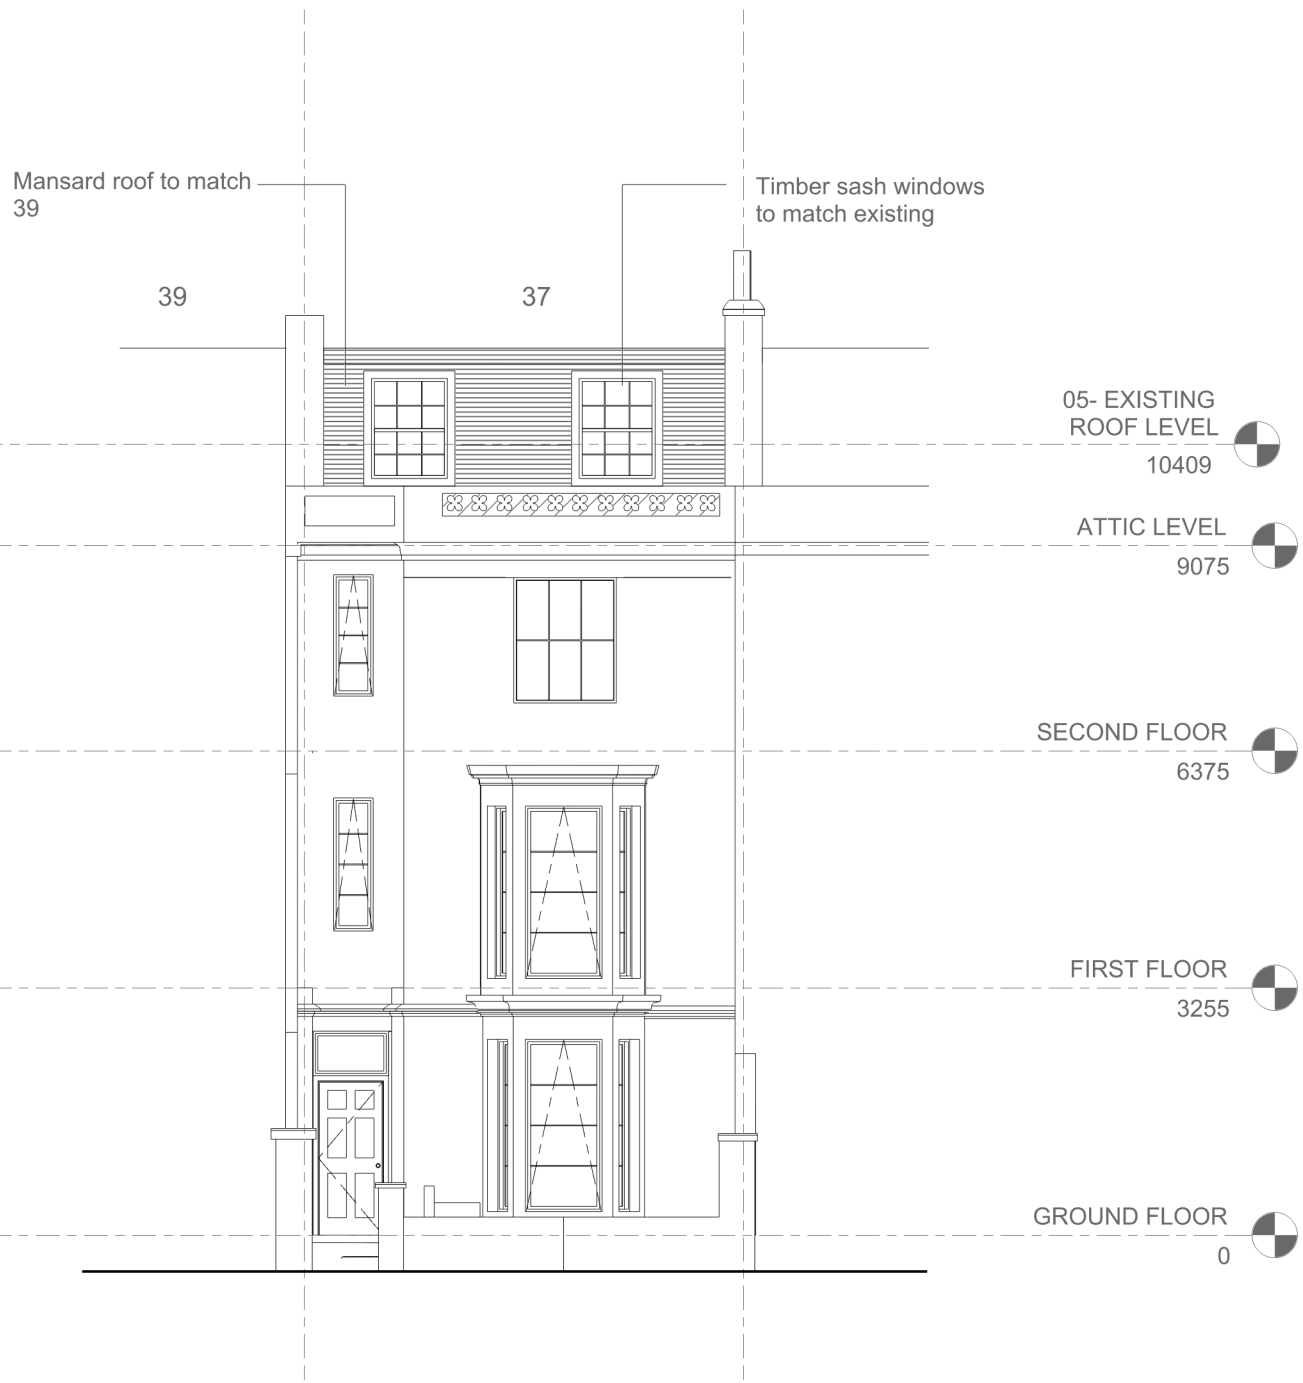 Mansard roof to match
39
Timber sash windows
to match existing
39
37
05- EXISTING
ROOF LEVEL
10409
ATTIC LEVEL
9075
SECOND FLOOR
6375
FIRST FLOOR
3255
GROUND FLOOR
0